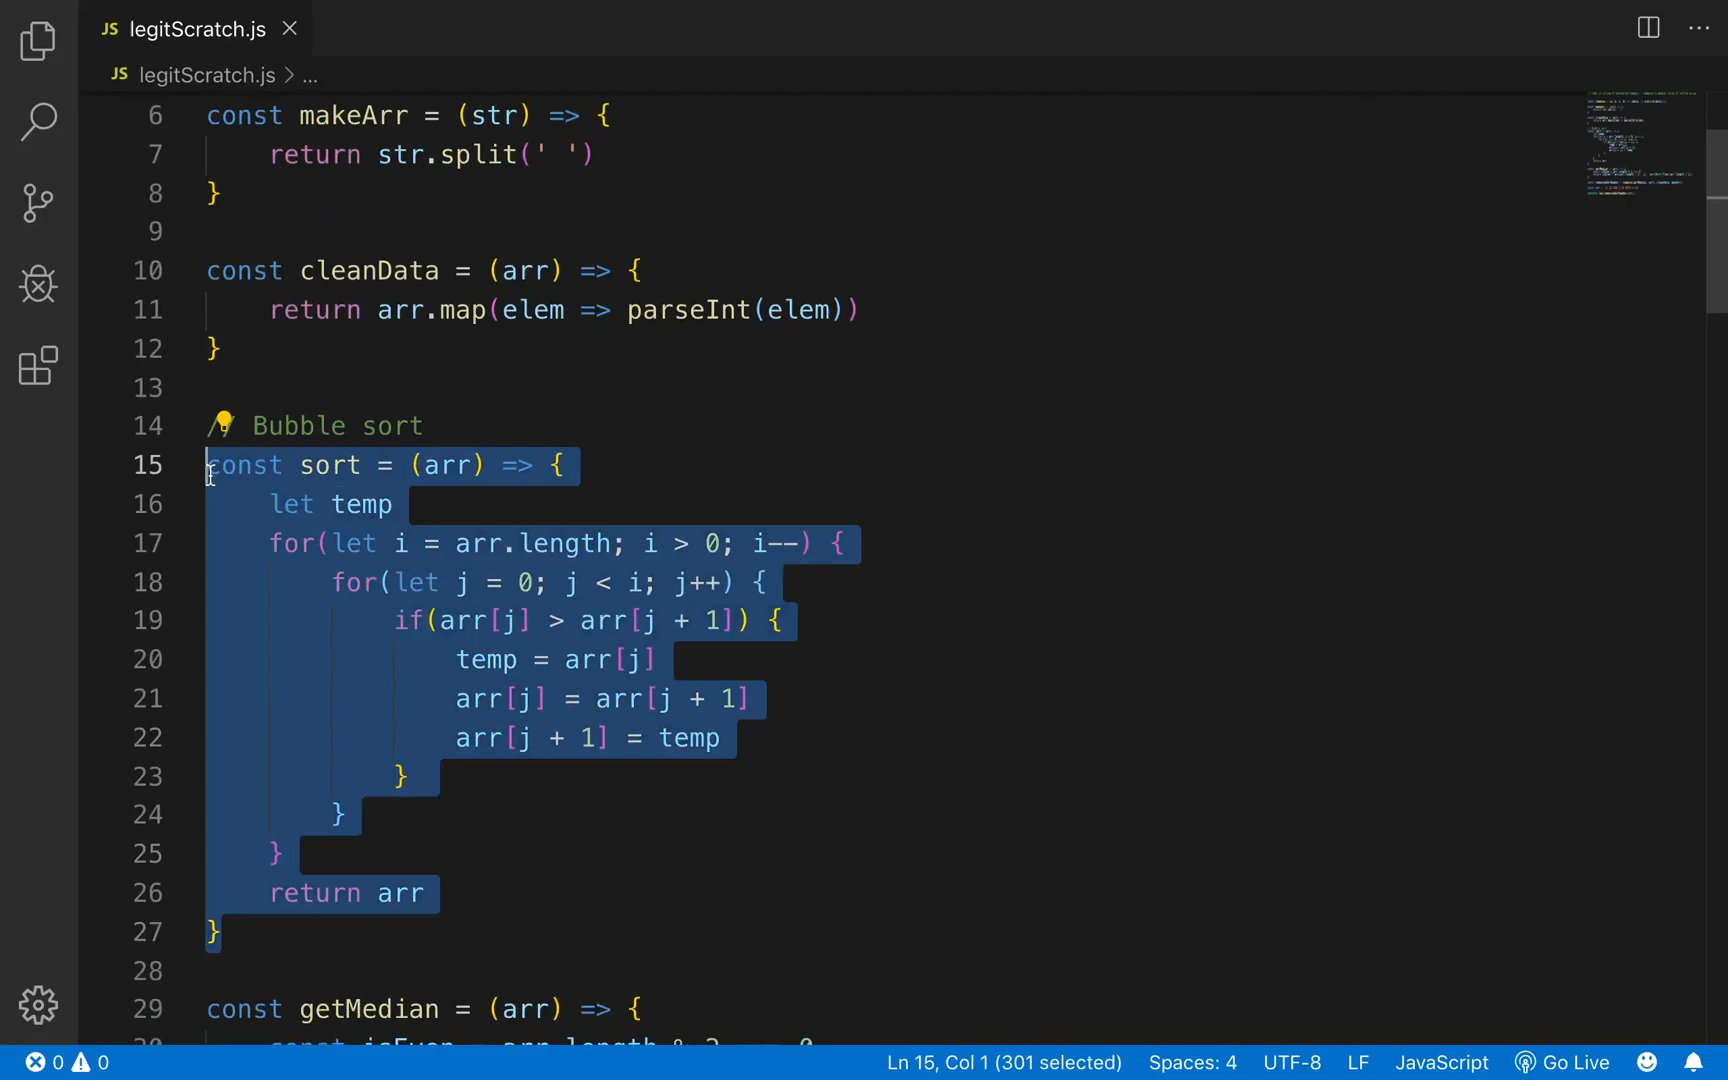 JS legitScratch.js
JS legitScratch.js > ...
6 const makeArr = (str) => {
7     return str.split(' ')
8 }
9
10 const cleanData = (arr) => {
11     return arr.map(elem => parseInt(elem))
12 }
13
14 // Bubble sort
15 const sort = (arr) => {
16     let temp
17     for(let i = arr.length; i > 0; i--) {
18         for(let j = 0; j < i; j++) {
19             if(arr[j] > arr[j + 1]) {
20                 temp = arr[j]
21                 arr[j] = arr[j + 1]
22                 arr[j + 1] = temp
23             }
24         }
25     }
26     return arr
27 }
28
29 const getMedian = (arr) => {
0 0 Ln 15, Col 1 (301 selected) Spaces: 4 UTF-8 LF JavaScript Go Live